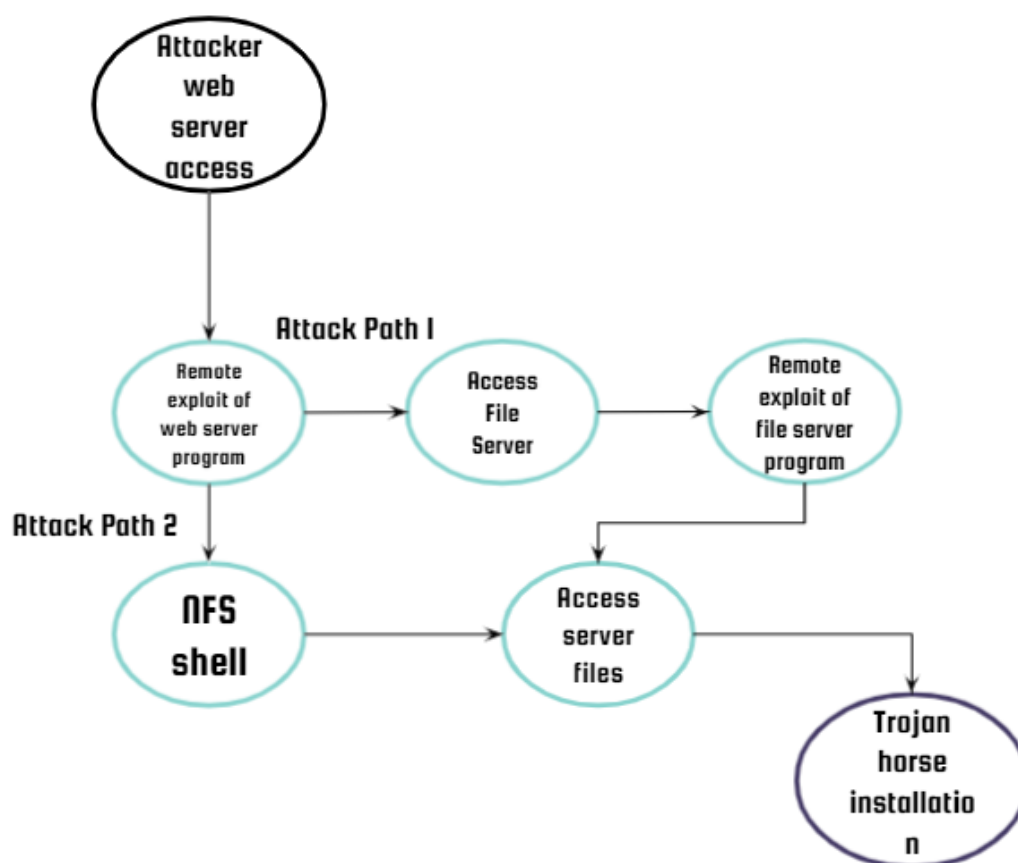 Attacker
web
server
access
Attack Path 1
Remote
exploit of
web server
program
Access
File
Server
Remote
exploit of
file server
program
Attack Path 2
NFS
shell
Access
server
files
Trojan
horse
installatio
n